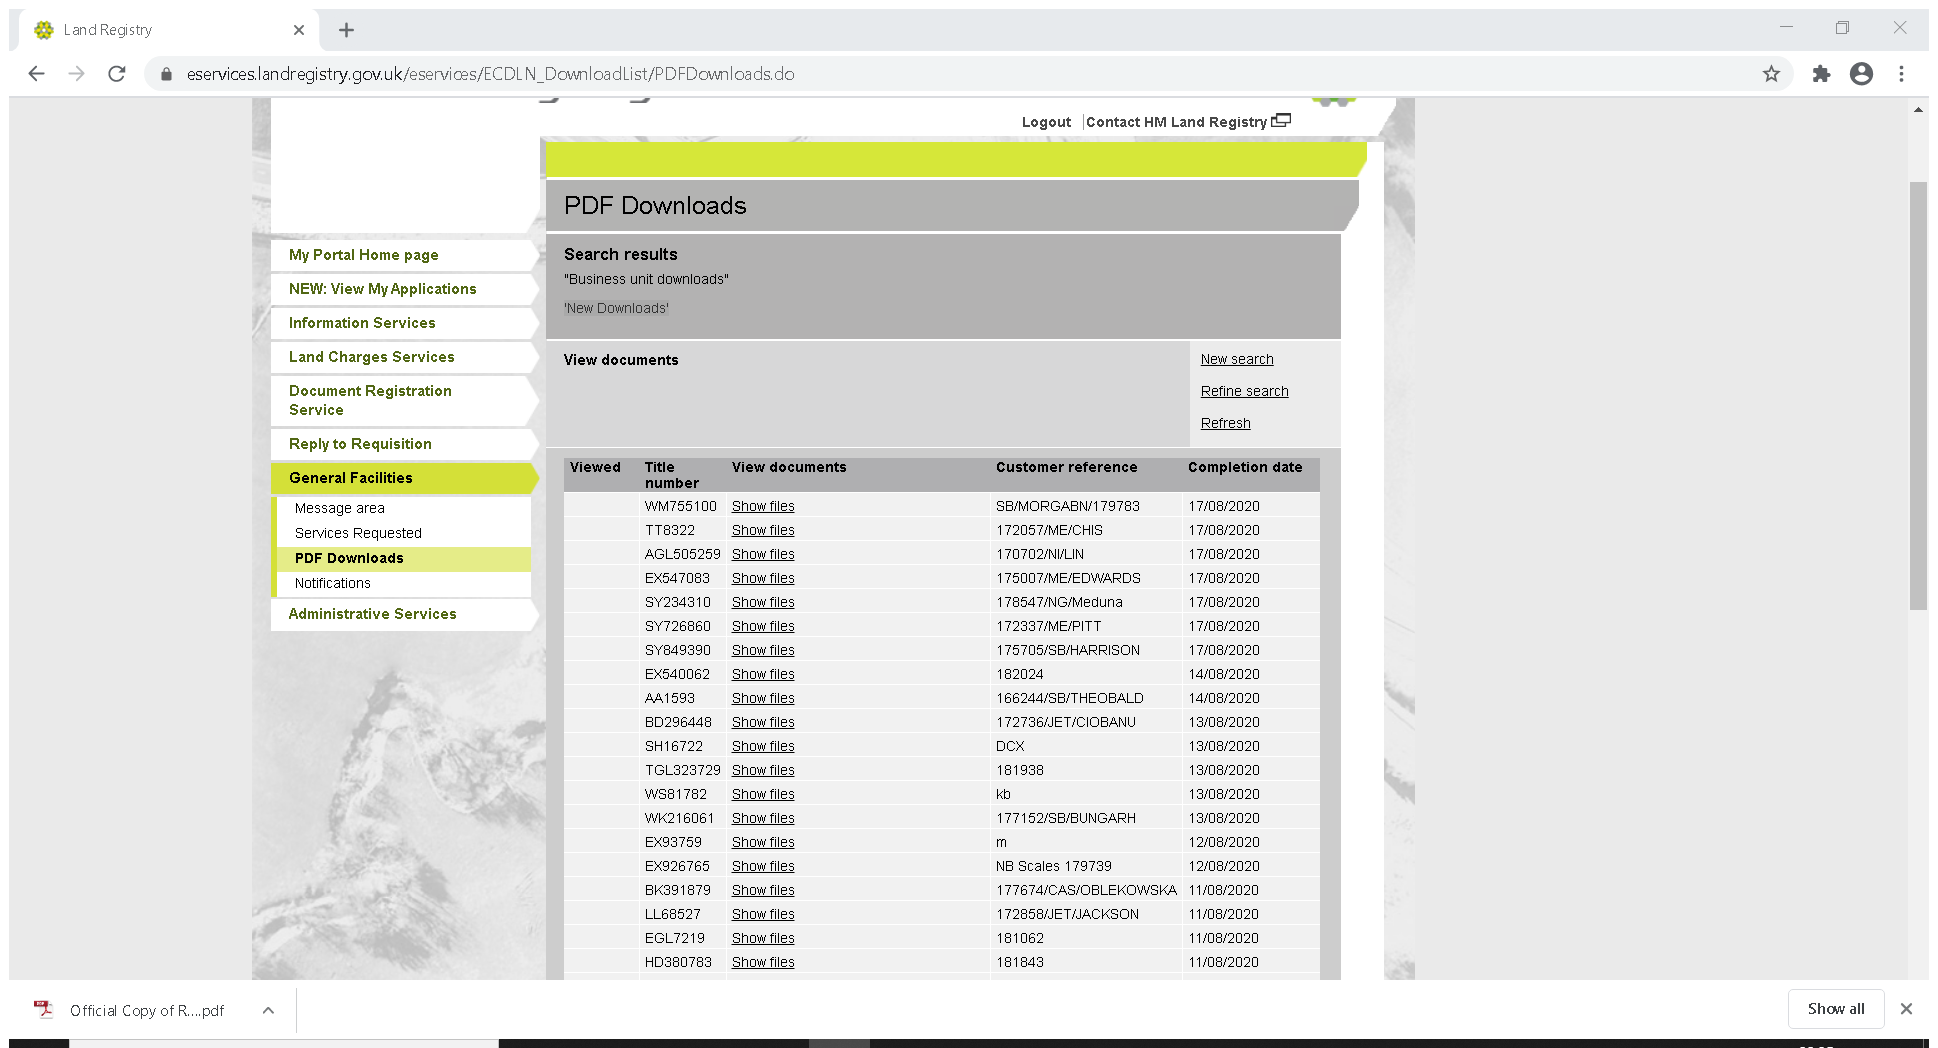 Land Registry
eservices.landregistry.gov.uk/eservices/ECDLN_DownloadList/PDFDownloads.do
Logout | Contact HM Land Registry
PDF Downloads
Search results
"Business unit downloads"
'New Downloads'
View documents
New search
Refine search
Refresh
My Portal Home page
NEW: View My Applications
Information Services
Land Charges Services
Document Registration
Service
Reply to Requisition
General Facilities
Message area
Services Requested
PDF Downloads
Notifications
Administrative Services
Viewed Title number View documents Customer reference Completion date
WM755100 Show files SB/MORGABN/179783 17/08/2020
TT8322 Show files 172057/ME/CHIS 17/08/2020
AGL505259 Show files 170702/NI/LIN 17/08/2020
EX547083 Show files 175007/ME/EDWARDS 17/08/2020
SY234310 Show files 178547/NG/Meduna 17/08/2020
SY726860 Show files 172337/ME/PITT 17/08/2020
SY849390 Show files 175705/SB/HARRISON 17/08/2020
EX540062 Show files 182024 14/08/2020
AA1593 Show files 166244/SB/THEOBALD 14/08/2020
BD296448 Show files 172736/JET/CIOBANU 13/08/2020
SH16722 Show files DCX 13/08/2020
TGL323729 Show files 181938 13/08/2020
WS81782 Show files kb 13/08/2020
WK216061 Show files 177152/SB/BUNGARH 13/08/2020
EX93759 Show files m 12/08/2020
EX926765 Show files NB Scales 179739 12/08/2020
BK391879 Show files 177674/CAS/OBLEKOWSKA 11/08/2020
LL68527 Show files 172858/JET/JACKSON 11/08/2020
EGL7219 Show files 181062 11/08/2020
HD380783 Show files 181843 11/08/2020
Official Copy of R....pdf
Show all